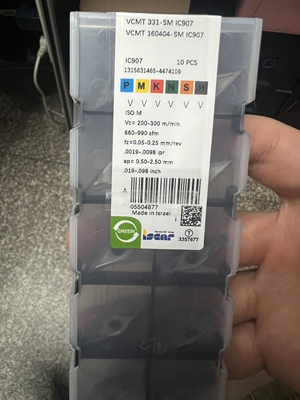 VCMT 331-SM IC907
VCMT 160404-SM IC907
IC907 10 PCS
1315631465-4474109
P M K N S H
V V V V V V
ISO M
Vc= 200-300 m/min
660-990 sfm
fz=0.05-0.25 mm/rev
.0019-.0098 ipr
ap= 0.50-2.50 mm
.019-.098 inch
05504877
Made in Israel
GREEN
iscar
T
3357677